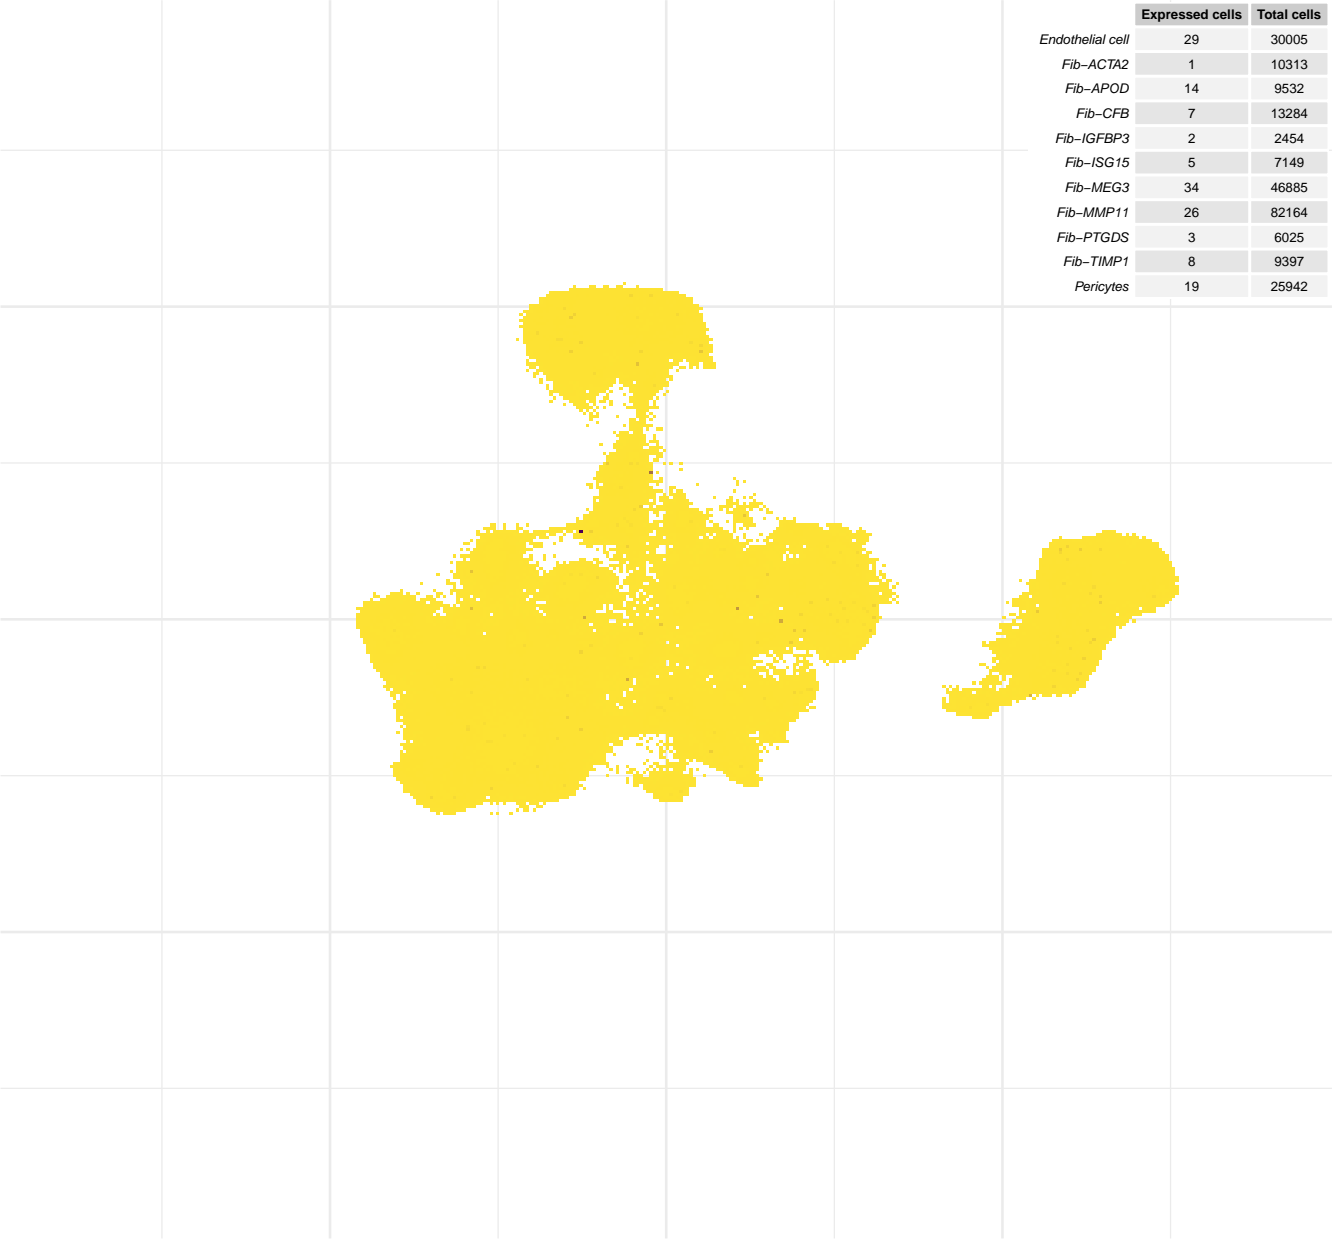 Expressed cells Total cells
Endothelial cell 29 30005
Fib−ACTA2 1 10313
Fib−APOD 14 9532
Fib−CFB 7 13284
Fib−IGFBP3 2 2454
Fib−ISG15 5 7149
Fib−MEG3 34 46885
Fib−MMP11 26 82164
Fib−PTGDS 3 6025
Fib−TIMP1 8 9397
Pericytes 19 25942